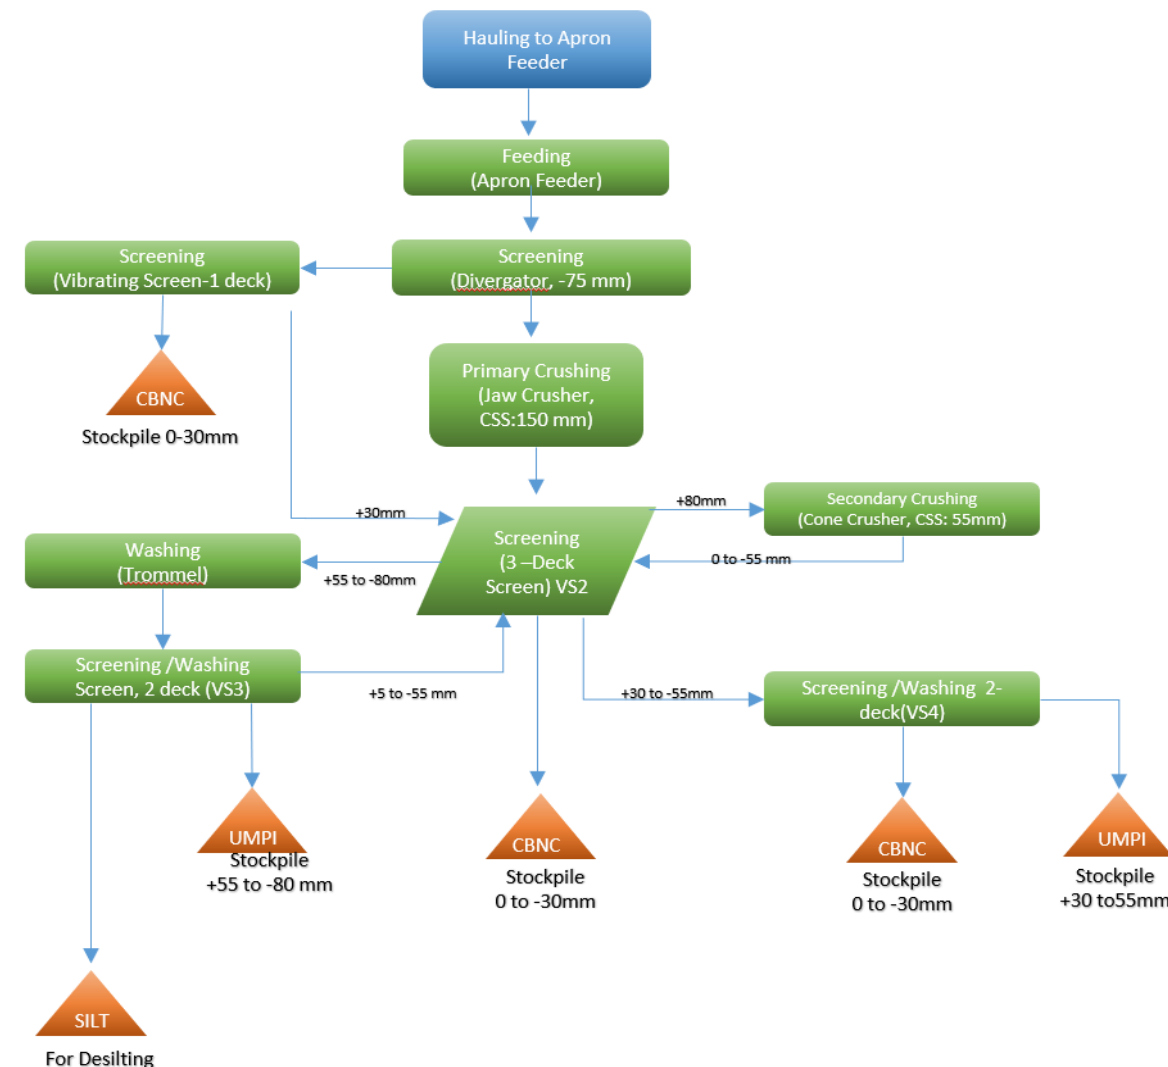 Hauling to Apron
Feeder
Feeding
(Apron Feeder)
Screening
(Vibrating Screen-1 deck)
Screening
(Divergator, -75 mm)
CBNC
Stockpile 0-30mm
Primary Crushing
(Jaw Crusher,
CSS:150 mm)
+30mm
+80mm
Secondary Crushing
(Cone Crusher, CSS: 55mm)
Screening
(3 –Deck
Screen) VS2
0 to -55 mm
Washing
(Trommel)
+55 to -80mm
Screening /Washing
Screen, 2 deck (VS3)
+5 to -55 mm
+30 to -55mm
Screening /Washing 2-
deck(VS4)
UMPI
Stockpile
+55 to -80 mm
CBNC
Stockpile
0 to -30mm
CBNC
Stockpile
0 to -30mm
UMPI
Stockpile
+30 to55mm
SILT
For Desilting